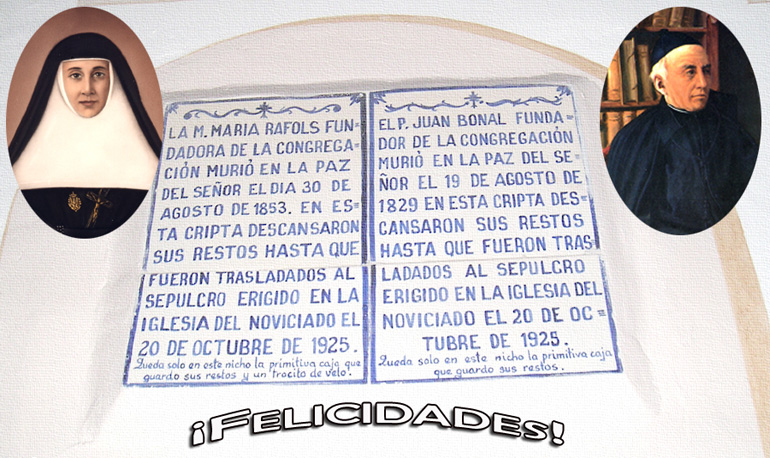 LA M. MARIA RAFOLS FUN-
DADORA DE LA CONGREGA-
CIÓN MURIÓ EN LA PAZ
DEL SEÑOR EL DIA 30 DE
AGOSTO DE 1853. EN ES-
TA CRIPTA DESCANSARON
SUS RESTOS HASTA QUE
FUERON TRASLADADOS AL
SEPULCRO ERIGIDO EN LA
IGLESIA DEL NOVICIADO EL
20 DE OCTUBRE DE 1925.
Queda solo en este nicho la primitiva caja que
guardo sus restos y un trocito de velo.
EL P. JUAN BONAL FUNDA-
DOR DE LA CONGREGACIÓN
MURIÓ EN LA PAZ DEL SE-
ÑOR EL 19 DE AGOSTO DE
1829 EN ESTA CRIPTA DES-
CANSARON SUS RESTOS
HASTA QUE FUERON TRAS-
LADADOS AL SEPULCRO
ERIGIDO EN LA IGLESIA DEL
NOVICIADO EL 20 DE OC-
TUBRE DE 1925.
Queda solo en este nicho la primitiva caja
que guardo sus restos.
¡FELICIDADES!